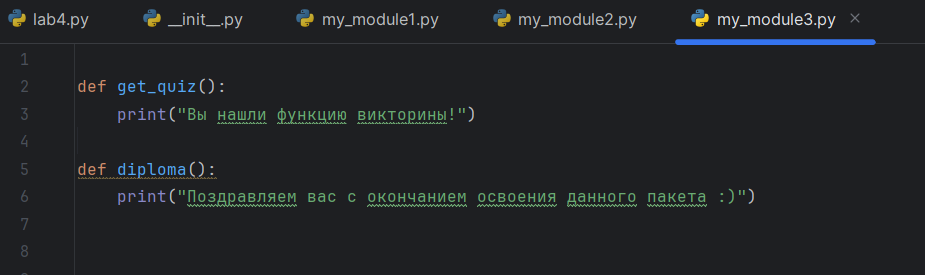 lab4.py __init__.py my_module1.py my_module2.py my_module3.py ×
1
2 def get_quiz():
3 print("Вы нашли функцию викторины!")
4
5 def diploma():
6 print("Поздравляем вас с окончанием освоения данного пакета :)")
7
8